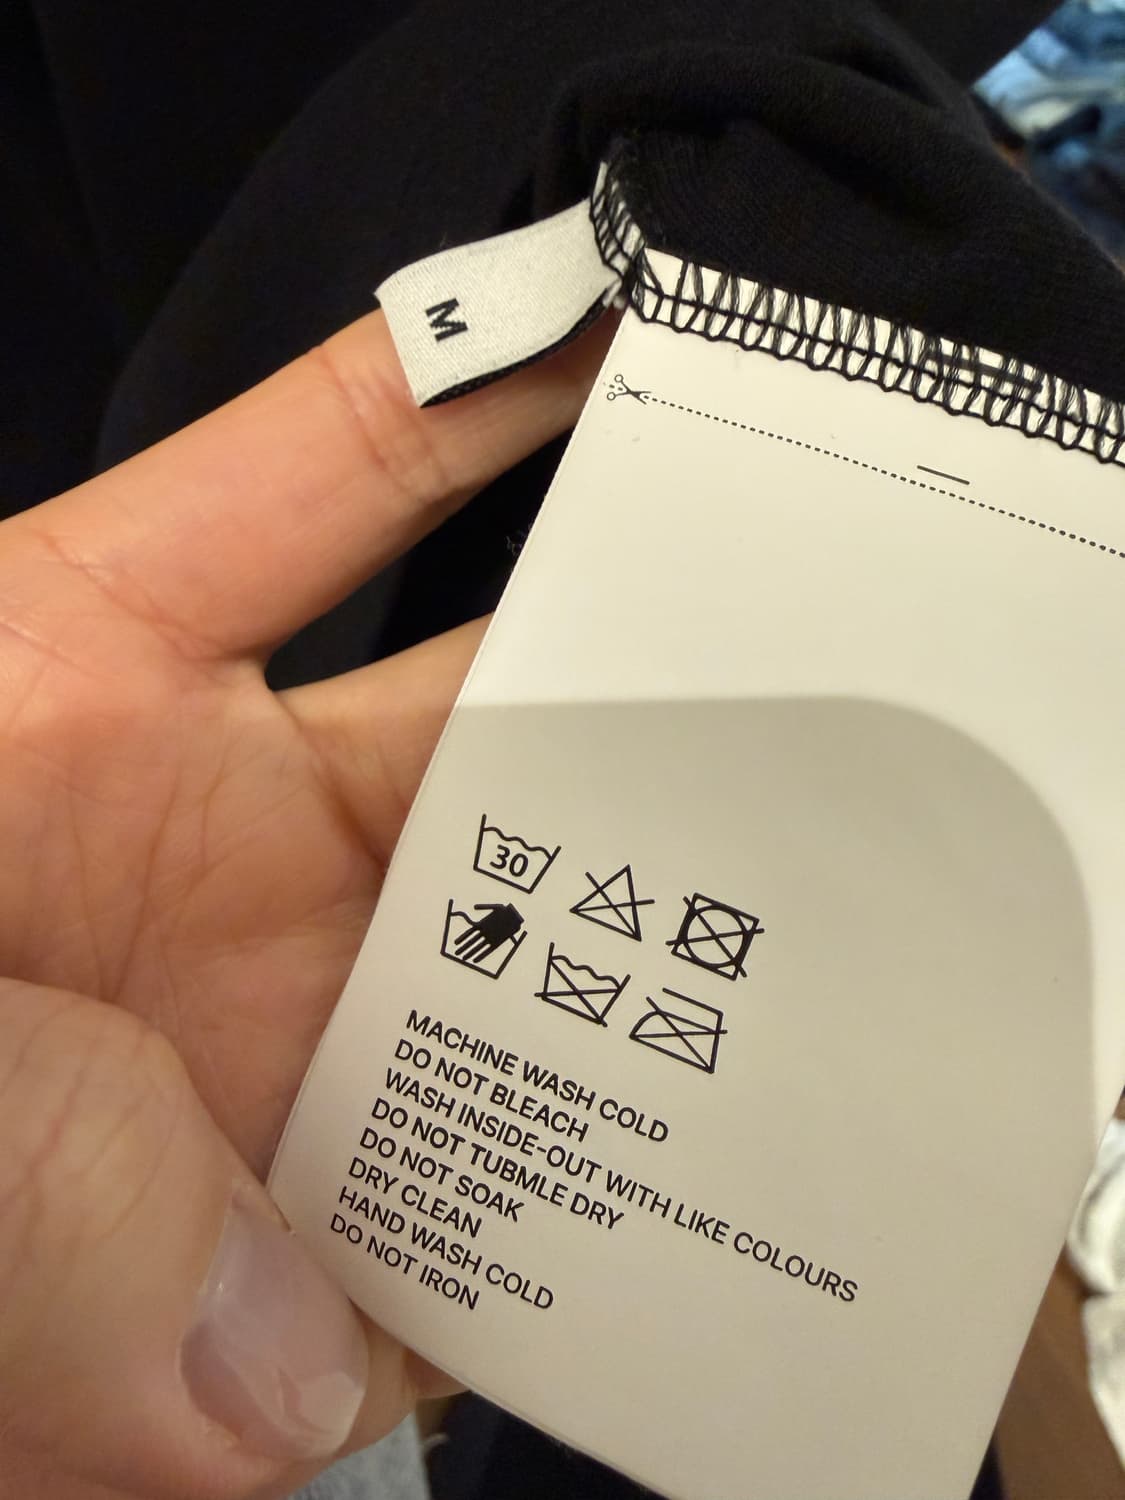 M
30
MACHINE WASH COLD
DO NOT BLEACH
WASH INSIDE-OUT WITH LIKE COLOURS
DO NOT TUBMLE DRY
DO NOT SOAK
DRY CLEAN
HAND WASH COLD
DO NOT IRON